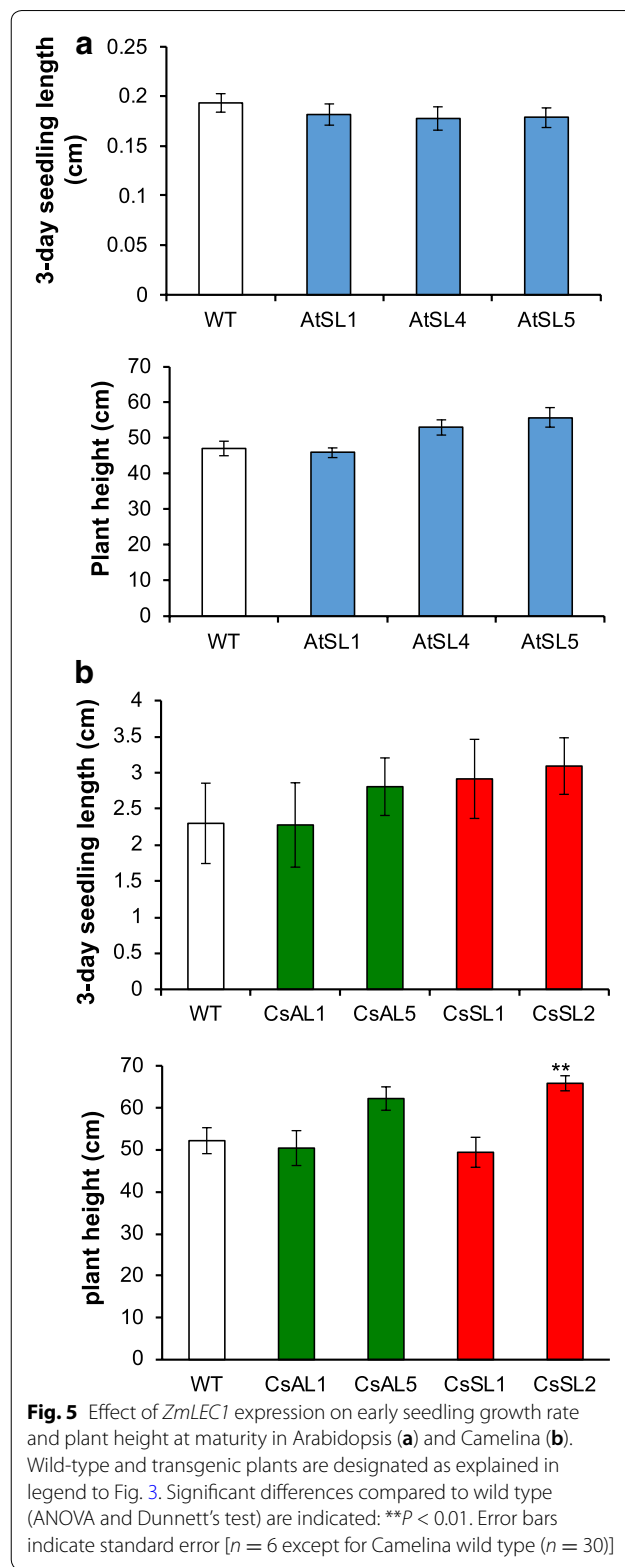 a
3-day seedling length
(cm)
0.25
0.2
0.15
0.1
0.05
0
WT AtSL1 AtSL4 AtSL5
Plant height (cm)
70
60
50
40
30
20
10
0
WT AtSL1 AtSL4 AtSL5
b
3-day seedling length (cm)
4
3.5
3
2.5
2
1.5
1
0.5
0
WT CsAL1 CsAL5 CsSL1 CsSL2
plant height (cm)
70
60
50
40
30
20
10
0
**
WT CsAL1 CsAL5 CsSL1 CsSL2
Fig. 5 Effect of ZmLEC1 expression on early seedling growth rate
and plant height at maturity in Arabidopsis (a) and Camelina (b).
Wild-type and transgenic plants are designated as explained in
legend to Fig. 3. Significant differences compared to wild type
(ANOVA and Dunnett's test) are indicated: **P < 0.01. Error bars
indicate standard error [n = 6 except for Camelina wild type (n = 30)]